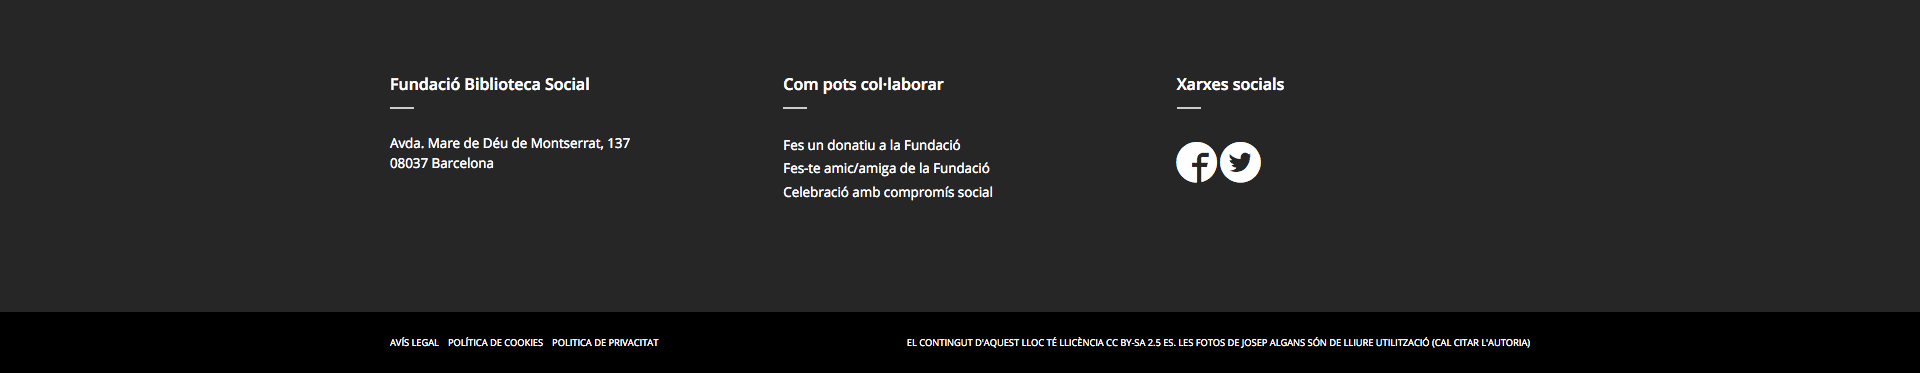 Fundació Biblioteca Social
Avda. Mare de Déu de Montserrat, 137
08037 Barcelona
Com pots col·laborar
Fes un donatiu a la Fundació
Fes-te amic/amiga de la Fundació
Celebració amb compromís social
Xarxes socials
AVÍS LEGAL POLÍTICA DE COOKIES POLITICA DE PRIVACITAT
EL CONTINGUT D'AQUEST LLOC TÉ LLICÈNCIA CC BY-SA 2.5 ES. LES FOTOS DE JOSEP ALGANS SÓN DE LLIURE UTILITZACIÓ (CAL CITAR L'AUTORIA)